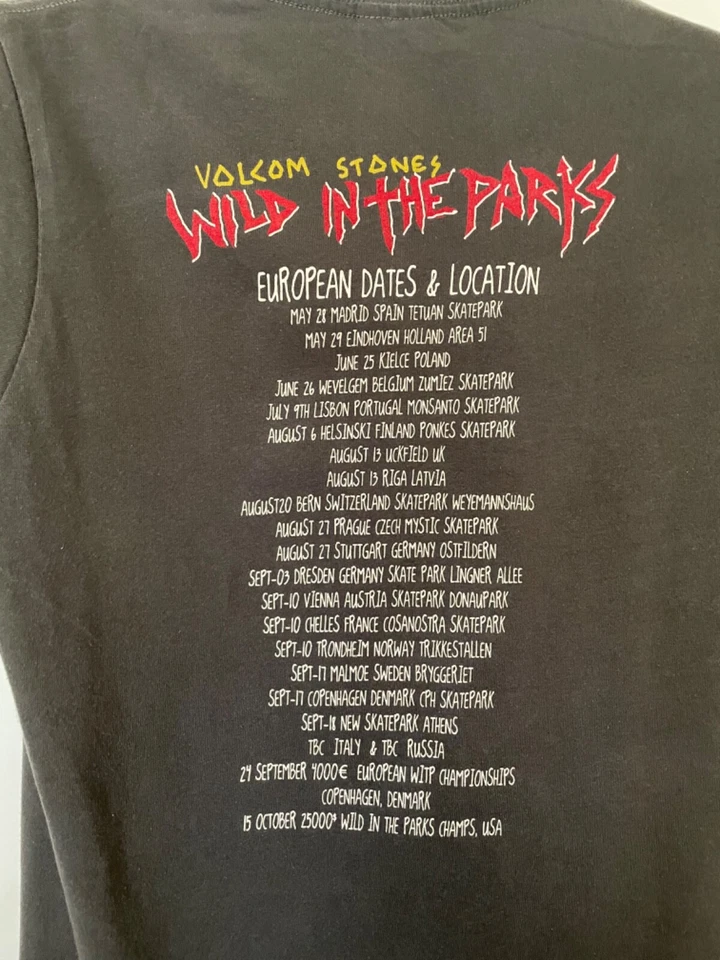 VOLCOM STONES
WILD IN THE PARKS
EUROPEAN DATES & LOCATION
MAY 28 MADRID SPAIN TETUAN SKATEPARK
MAY 29 EINDHOVEN HOLLAND AREA 51
JUNE 25 KIELCE POLAND
JUNE 26 WEVELGEM BELGIUM ZUMIEZ SKATEPARK
JULY 9TH LISBON PORTUGAL MONSANTO SKATEPARK
AUGUST 6 HELSINKI FINLAND PONKES SKATEPARK
AUGUST 13 UCKFIELD UK
AUGUST 13 RIGA LATVIA
AUGUST20 BERN SWITZERLAND SKATEPARK WEYEMANNSHAUS
AUGUST 27 PRAGUE CZECH MYSTIC SKATEPARK
AUGUST 27 STUTTGART GERMANY OSTFILDERN
SEPT-03 DRESDEN GERMANY SKATE PARK LINGNER ALLEE
SEPT-10 VIENNA AUSTRIA SKATEPARK DONAUPARK
SEPT-10 CHELLES FRANCE COSANOSTRA SKATEPARK
SEPT-10 TRONDHEIM NORWAY TRIKKESTALLEN
SEPT-17 MALMOE SWEDEN BRYGGERIET
SEPT-17 COPENHAGEN DENMARK CPH SKATEPARK
SEPT-18 NEW SKATEPARK ATHENS
TBC ITALY & TBC RUSSIA
24 SEPTEMBER 4000€ EUROPEAN WITP CHAMPIONSHIPS
COPENHAGEN, DENMARK
15 OCTOBER 25000$ WILD IN THE PARKS CHAMPS, USA